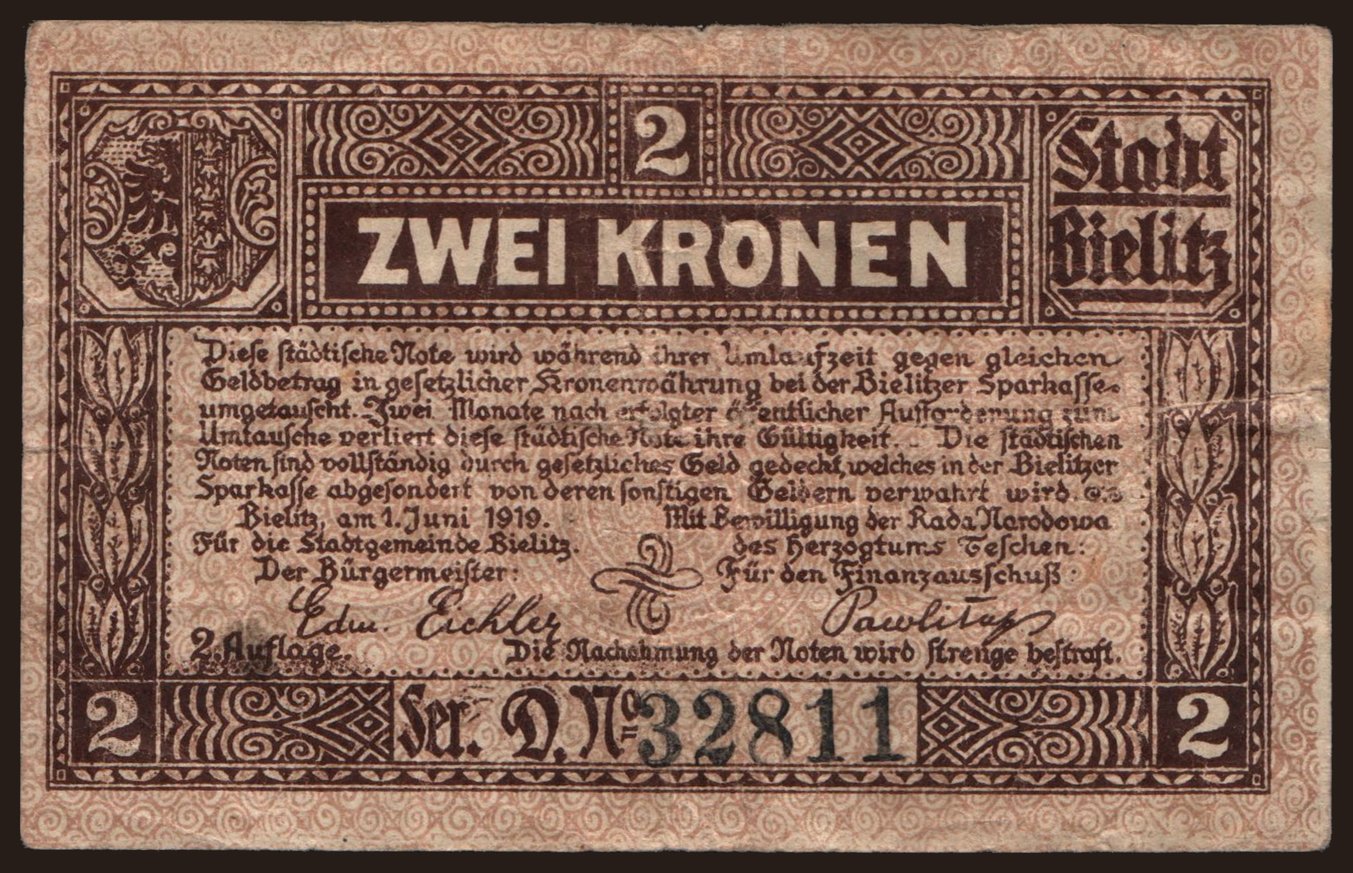 2
Stadt
Bielitz
ZWEI KRONEN
Diese städtische Note wird während ihrer Umlaufzeit gegen gleichen
Geldbetrag in gesetzlicher Kronenwährung bei der Bielitzer Sparkasse
umgetauscht. Zwei Monate nach erfolgter öffentlicher Aufforderung zum
Umtausche verliert diese städtische Note ihre Gültigkeit. Die städtischen
Noten sind vollständig durch gesetzliches Geld gedeckt, welches in der Bielitzer
Sparkasse abgesondert von deren sonstigen Geldern verwahrt wird.
Bielitz, am 1. Juni 1919. Mit Bewilligung der Rada Narodowa
Für die Stadtgemeinde Bielitz. des Herzogtums Teschen:
Der Bürgermeister: Für den Finanzausschuß:
Edm. Eichler
2. Auflage. Die Nachahmung der Noten wird strenge bestraft.
2 Ser. D. No 32811 2